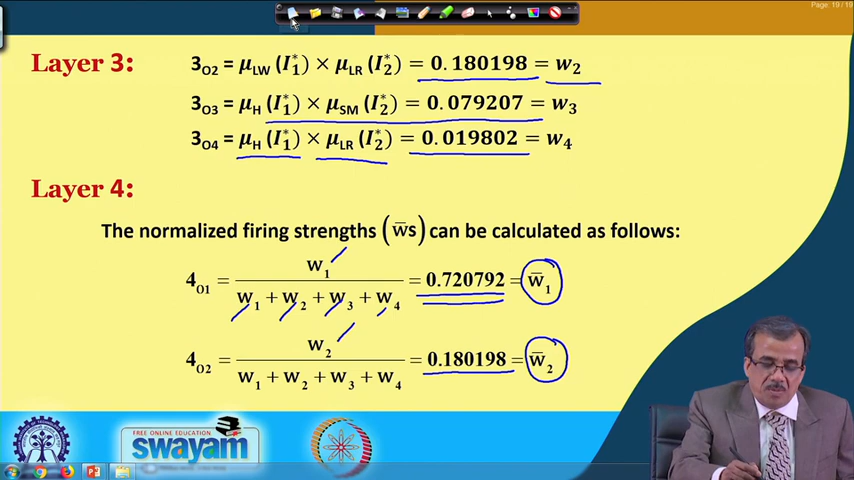 Page: 19 / 19
Layer 3:
3O2 = μLW (I1*) × μLR (I2*) = 0.180198 = w2
3O3 = μH (I1*) × μSM (I2*) = 0.079207 = w3
3O4 = μH (I1*) × μLR (I2*) = 0.019802 = w4
Layer 4:
The normalized firing strengths (w̅s) can be calculated as follows:
4O1 = w1 / (w1 + w2 + w3 + w4) = 0.720792 = w̅1
4O2 = w2 / (w1 + w2 + w3 + w4) = 0.180198 = w̅2
FREE ONLINE EDUCATION
swayam